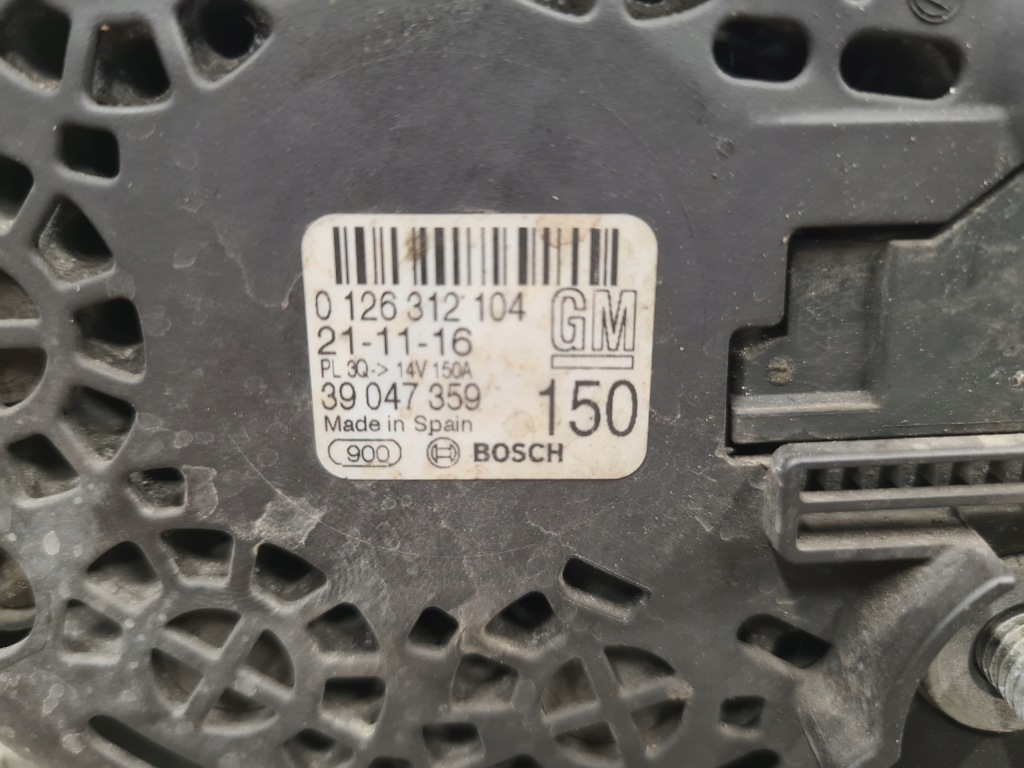 0 126 312 104
21-11-16
PL 3Q-> 14V 150A
39 047 359
Made in Spain
900
BOSCH
GM
150